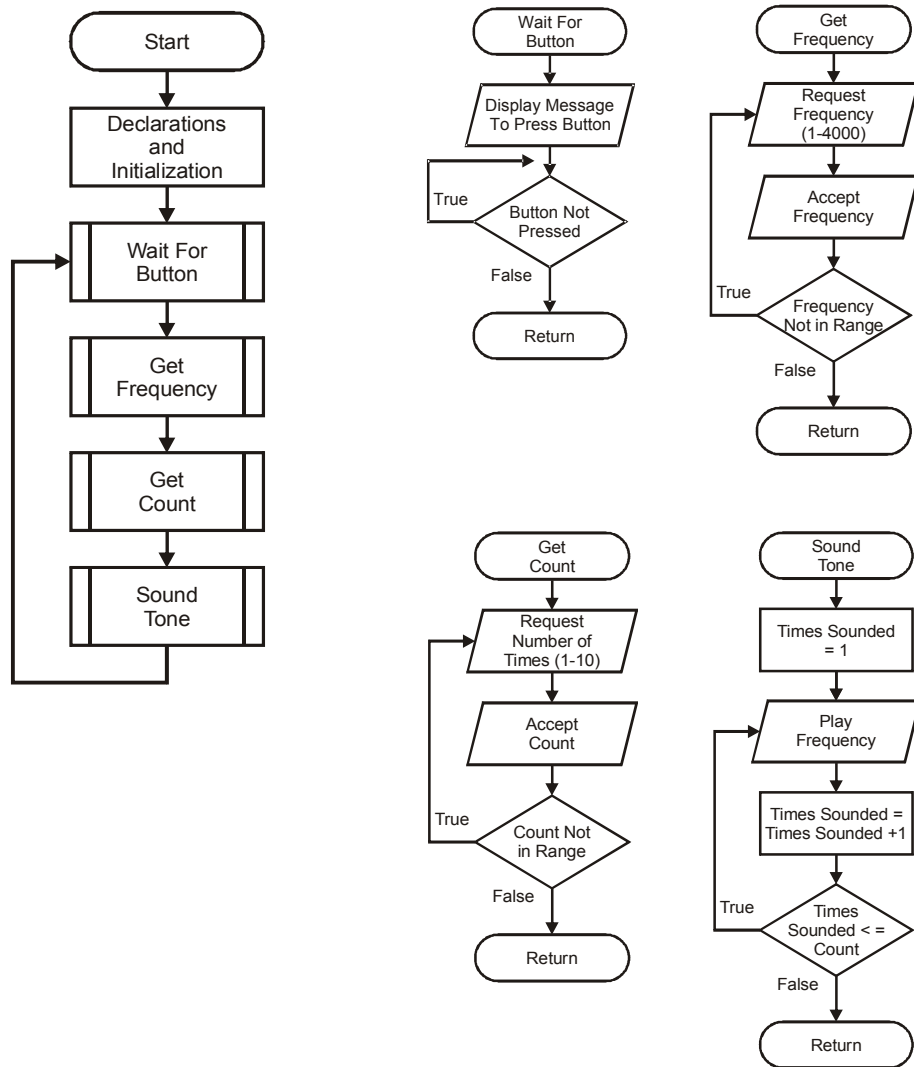 Start
Declarations
and
Initialization
Wait For
Button
Get
Frequency
Get
Count
Sound
Tone
Wait For
Button
Display Message
To Press Button
True
Button Not
Pressed
False
Return
Get
Frequency
Request
Frequency
(1-4000)
Accept
Frequency
True
Frequency
Not in Range
False
Return
Get
Count
Request
Number of
Times (1-10)
Accept
Count
True
Count Not
in Range
False
Return
Sound
Tone
Times Sounded
= 1
Play
Frequency
Times Sounded =
Times Sounded +1
True
Times
Sounded < =
Count
False
Return